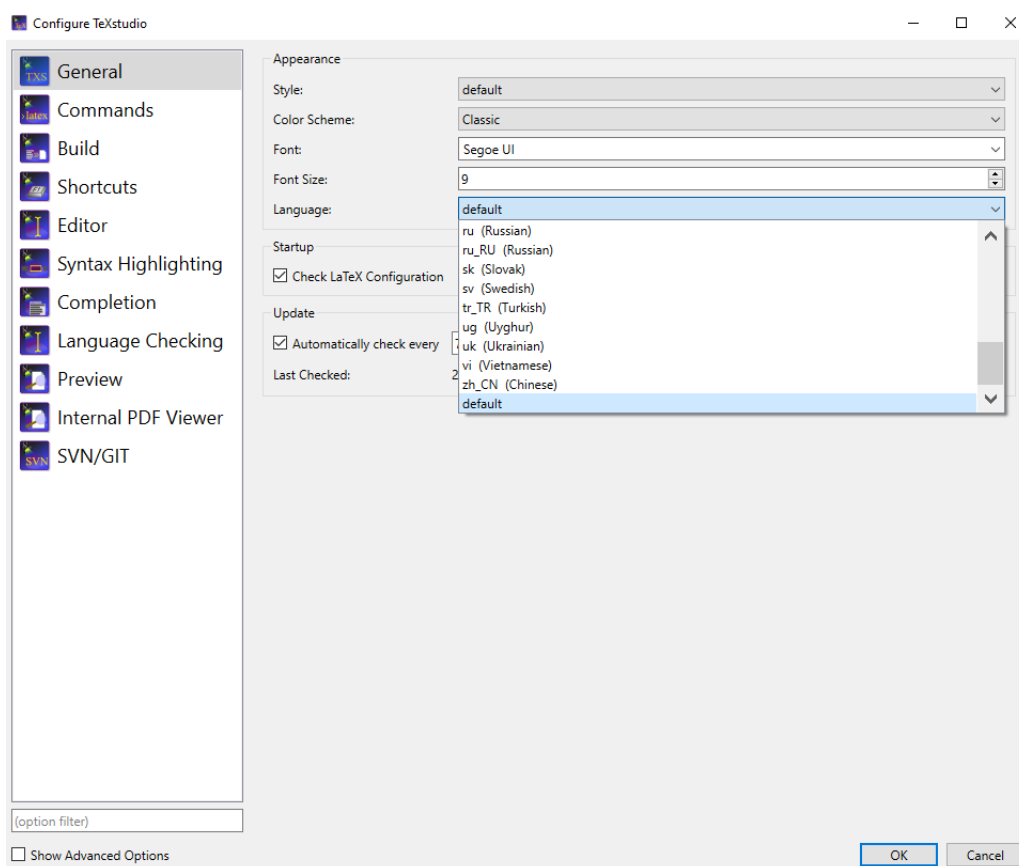 Configure TeXstudio
General
Commands
Build
Shortcuts
Editor
Syntax Highlighting
Completion
Language Checking
Preview
Internal PDF Viewer
SVN/GIT
(option filter)
Show Advanced Options
Appearance
Style: default
Color Scheme: Classic
Font: Segoe UI
Font Size: 9
Language: default
ru (Russian)
ru_RU (Russian)
sk (Slovak)
sv (Swedish)
tr_TR (Turkish)
ug (Uyghur)
uk (Ukrainian)
vi (Vietnamese)
zh_CN (Chinese)
default
Startup
Check LaTeX Configuration
Update
Automatically check every
Last Checked: 2
OK Cancel